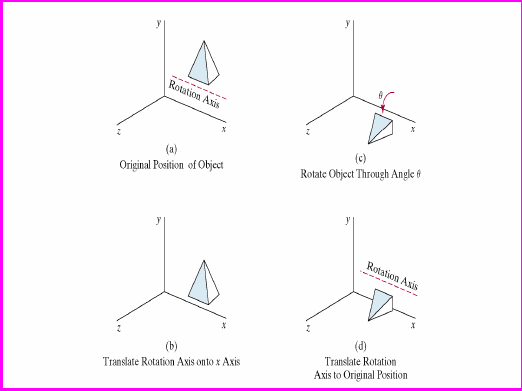 y
Rotation Axis
z
x
(a)
Original Position of Object
y
θ
z
x
(c)
Rotate Object Through Angle θ
y
z
x
(b)
Translate Rotation Axis onto x Axis
y
Rotation Axis
z
x
(d)
Translate Rotation
Axis to Original Position